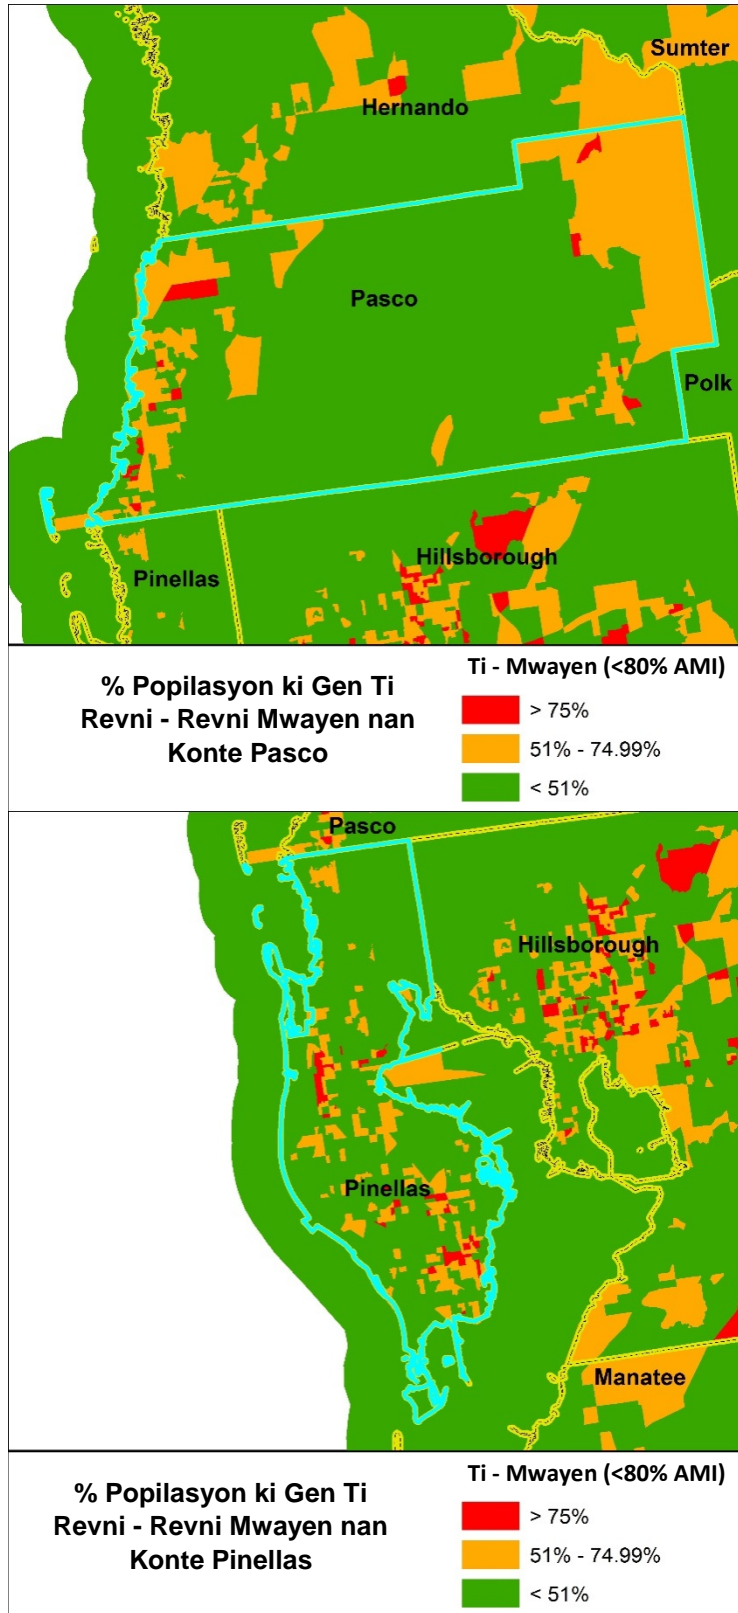 Sumter
Hernando
Pasco
Polk
Hillsborough
Pinellas
% Popilasyon ki Gen Ti
Revni - Revni Mwayen nan
Konte Pasco
Ti - Mwayen (<80% AMI)
> 75%
51% - 74.99%
< 51%
Pasco
Hillsborough
Pinellas
Manatee
% Popilasyon ki Gen Ti
Revni - Revni Mwayen nan
Konte Pinellas
Ti - Mwayen (<80% AMI)
> 75%
51% - 74.99%
< 51%